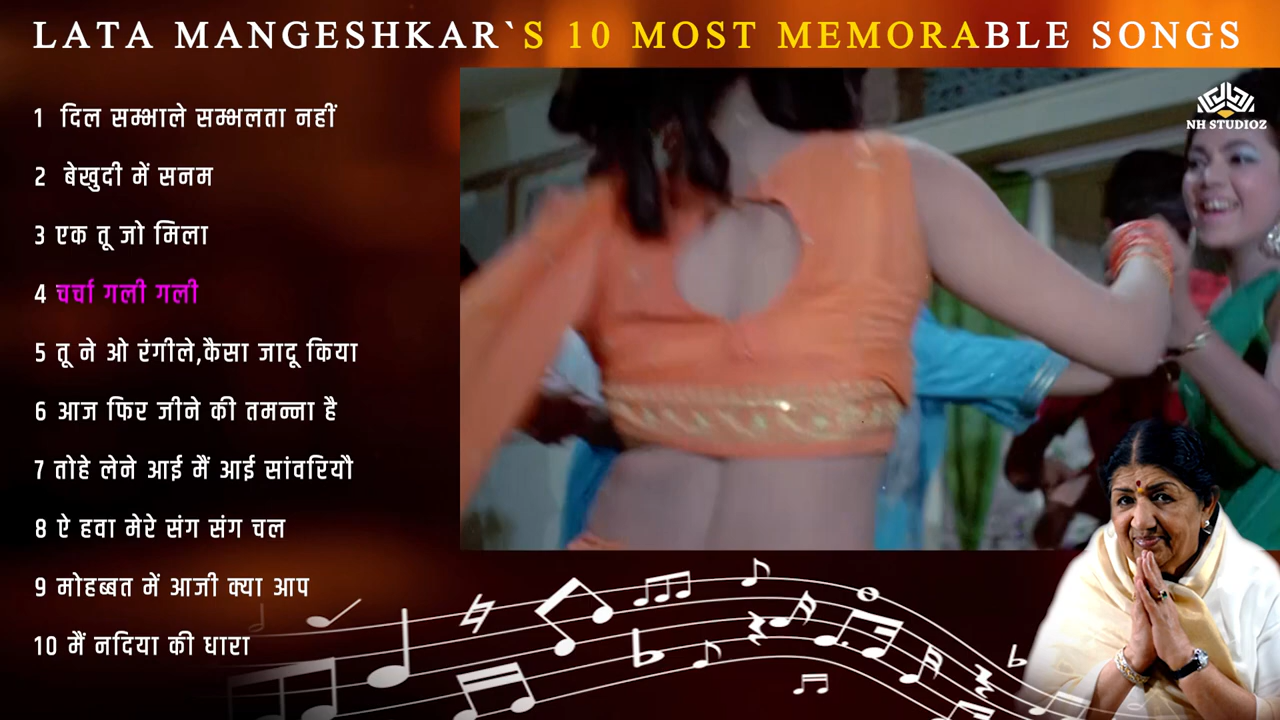 LATA MANGESHKAR`S 10 MOST MEMORABLE SONGS
NH STUDIOZ
1 दिल सम्भाले सम्भलता नहीं
2 बेखुदी में सनम
3 एक तू जो मिला
4 चर्चा गली गली
5 तू ने ओ रंगीले,कैसा जादू किया
6 आज फिर जीने की तमन्ना है
7 तोहे लेने आई मैं आई सांवरियौ
8 ऐ हवा मेरे संग संग चल
9 मोहब्बत में आजी क्या आप
10 मैं नदिया की धारा